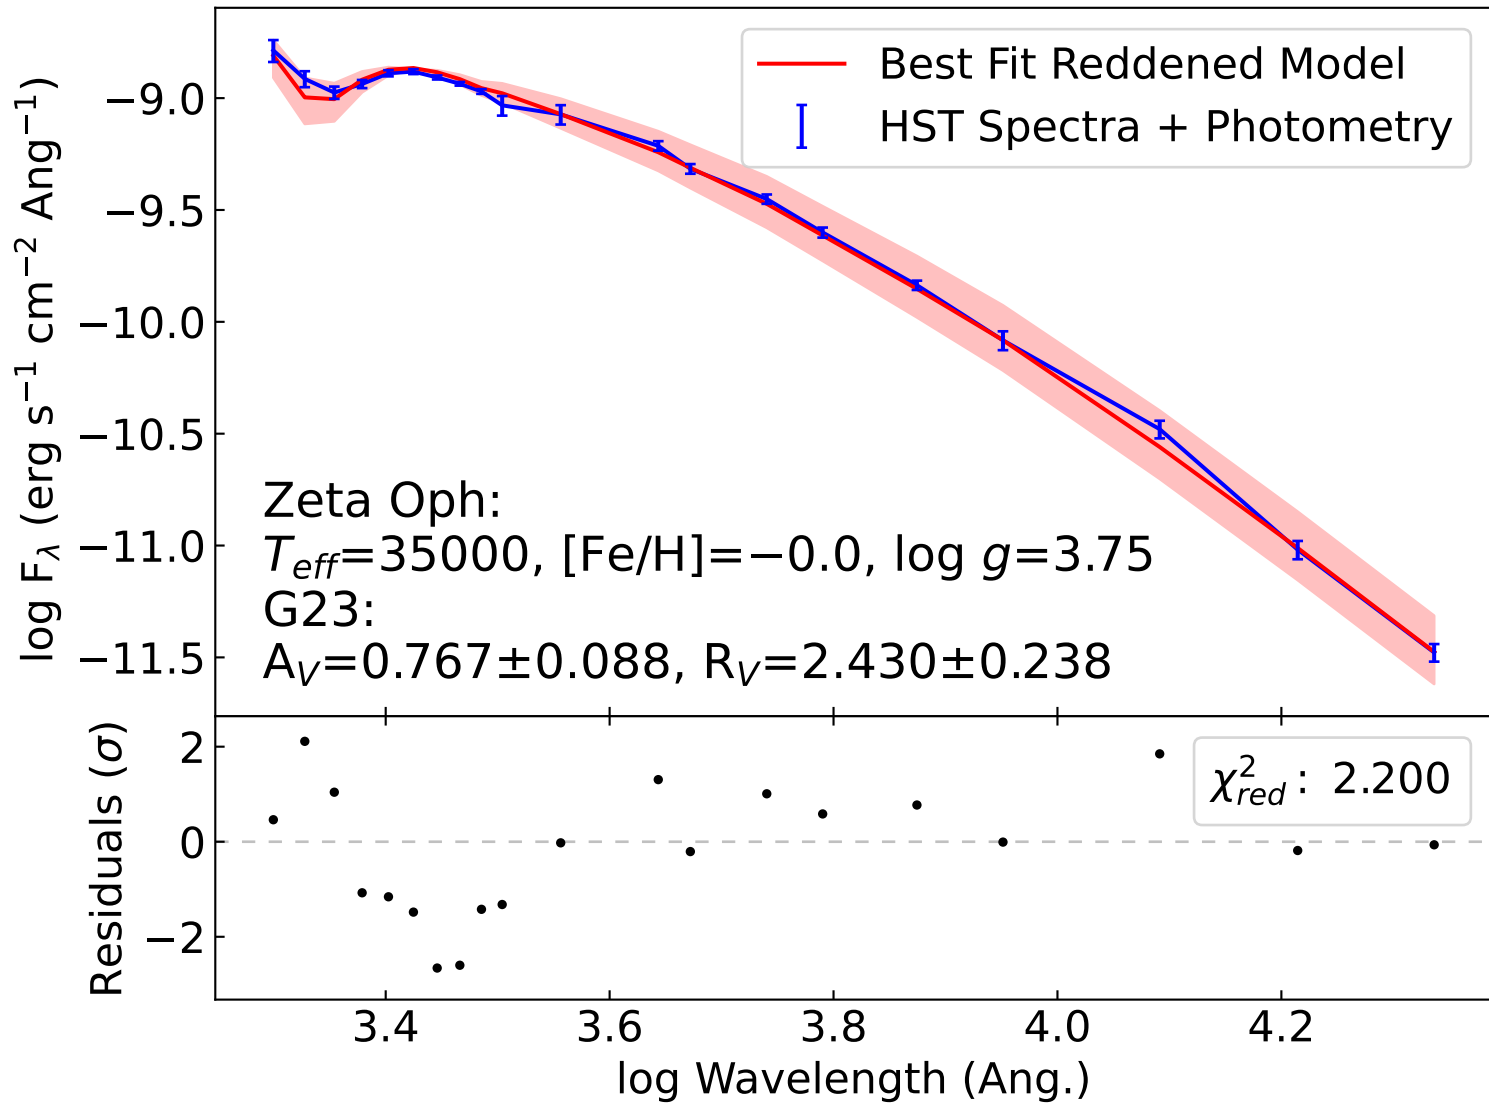 Best Fit Reddened Model
HST Spectra + Photometry
log F_λ (erg s⁻¹ cm⁻² Ang⁻¹)
−9.0
−9.5
−10.0
−10.5
−11.0
−11.5
Zeta Oph:
T_eff=35000, [Fe/H]=−0.0, log g=3.75
G23:
A_V=0.767±0.088, R_V=2.430±0.238
Residuals (σ)
2
0
−2
χ²_red: 2.200
3.4 3.6 3.8 4.0 4.2
log Wavelength (Ang.)